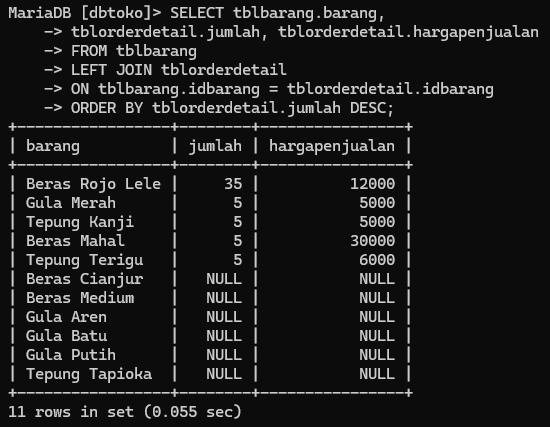 MariaDB [dbtoko]> SELECT tblbarang.barang,
    -> tblorderdetail.jumlah, tblorderdetail.hargapenjualan
    -> FROM tblbarang
    -> LEFT JOIN tblorderdetail
    -> ON tblbarang.idbarang = tblorderdetail.idbarang
    -> ORDER BY tblorderdetail.jumlah DESC;
+-----------------+--------+----------------+
| barang          | jumlah | hargapenjualan |
+-----------------+--------+----------------+
| Beras Rojo Lele |     35 |          12000 |
| Gula Merah      |      5 |           5000 |
| Tepung Kanji    |      5 |           5000 |
| Beras Mahal     |      5 |          30000 |
| Tepung Terigu   |      5 |           6000 |
| Beras Cianjur   |   NULL |           NULL |
| Beras Medium    |   NULL |           NULL |
| Gula Aren       |   NULL |           NULL |
| Gula Batu       |   NULL |           NULL |
| Gula Putih      |   NULL |           NULL |
| Tepung Tapioka  |   NULL |           NULL |
+-----------------+--------+----------------+
11 rows in set (0.055 sec)